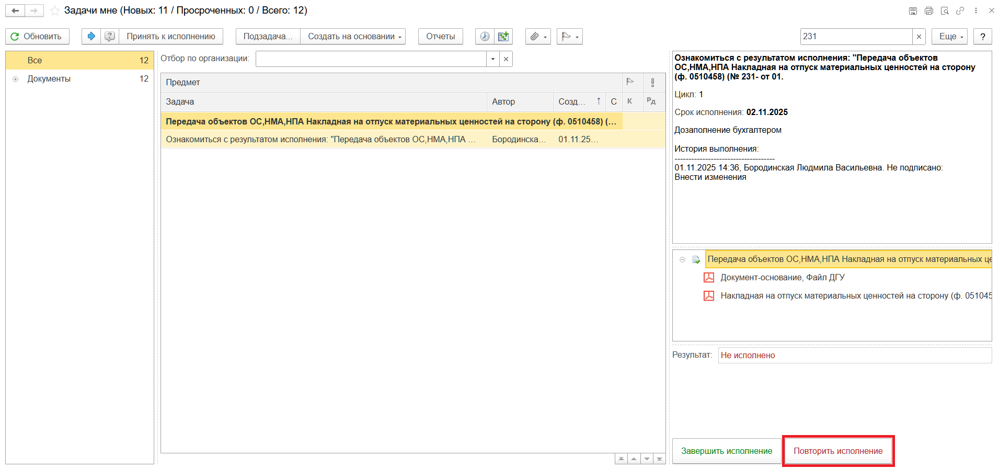 Задачи мне (Новых: 11 / Просроченных: 0 / Всего: 12)
Обновить
Принять к исполнению
Подзадача...
Создать на основании
Отчеты
231
×
Еще
?
Все 12
Документы 12
Отбор по организации:
×
Предмет
Задача Автор Созд... ↑ С К Рд
Передача объектов ОС,НМА,НПА Накладная на отпуск материальных ценностей на сторону (ф. 0510458) (...
Ознакомиться с результатом исполнения: "Передача объектов ОС,НМА,НПА ... Бородинска... 01.11.25...
Ознакомиться с результатом исполнения: "Передача объектов
ОС,НМА,НПА Накладная на отпуск материальных ценностей на сторону
(ф. 0510458) (№ 231- от 01.
Цикл: 1
Срок исполнения: 02.11.2025
Дозаполнение бухгалтером
История выполнения:
------------------------------------
01.11.2025 14:36, Бородинская Людмила Васильевна. Не подписано:
Внести изменения
Передача объектов ОС,НМА,НПА Накладная на отпуск материальных це
Документ-основание, Файл ДГУ
Накладная на отпуск материальных ценностей на сторону (ф. 051045
Результат: Не исполнено
Завершить исполнение
Повторить исполнение